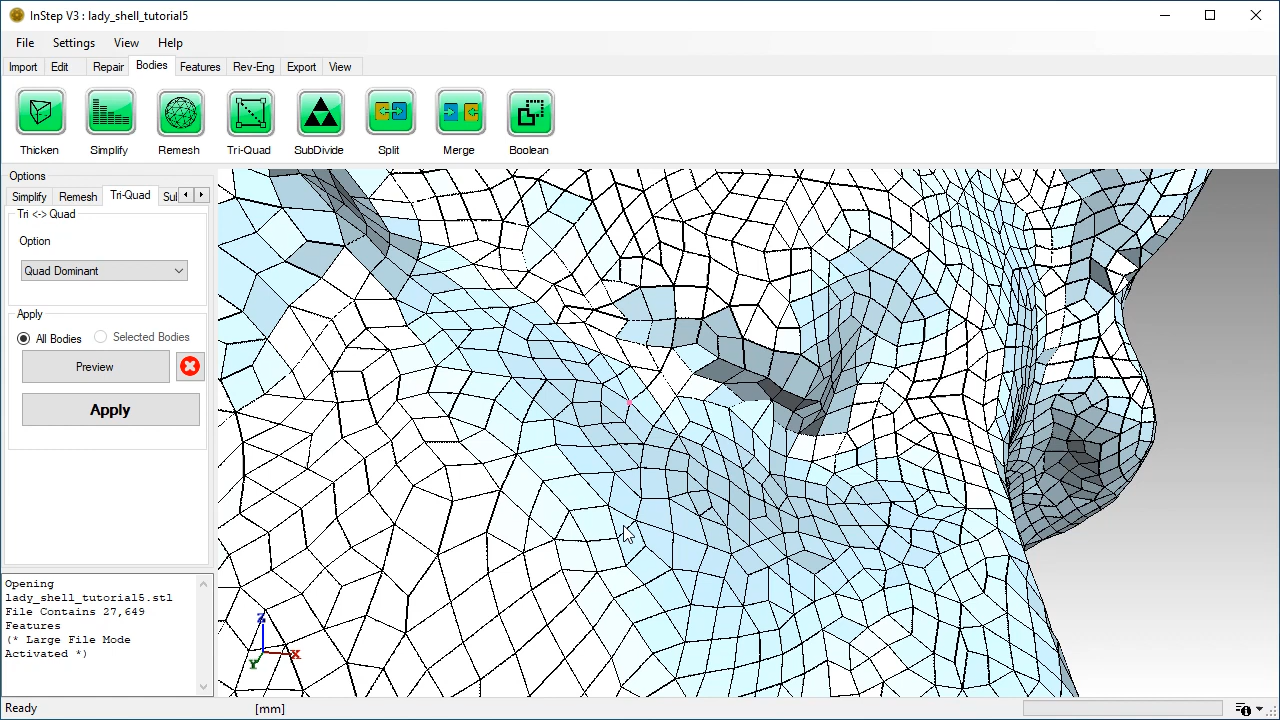 InStep V3 : lady_shell_tutorial5
File Settings View Help
Import Edit Repair Bodies Features Rev-Eng Export View
Thicken Simplify Remesh Tri-Quad SubDivide Split Merge Boolean
Options
Simplify Remesh Tri-Quad Sul
Tri <-> Quad
Option
Quad Dominant
Apply
All Bodies Selected Bodies
Preview
Apply
Opening
lady_shell_tutorial5.stl
File Contains 27,649
Features
(* Large File Mode
Activated *)
Z
X
Y
Ready [mm]